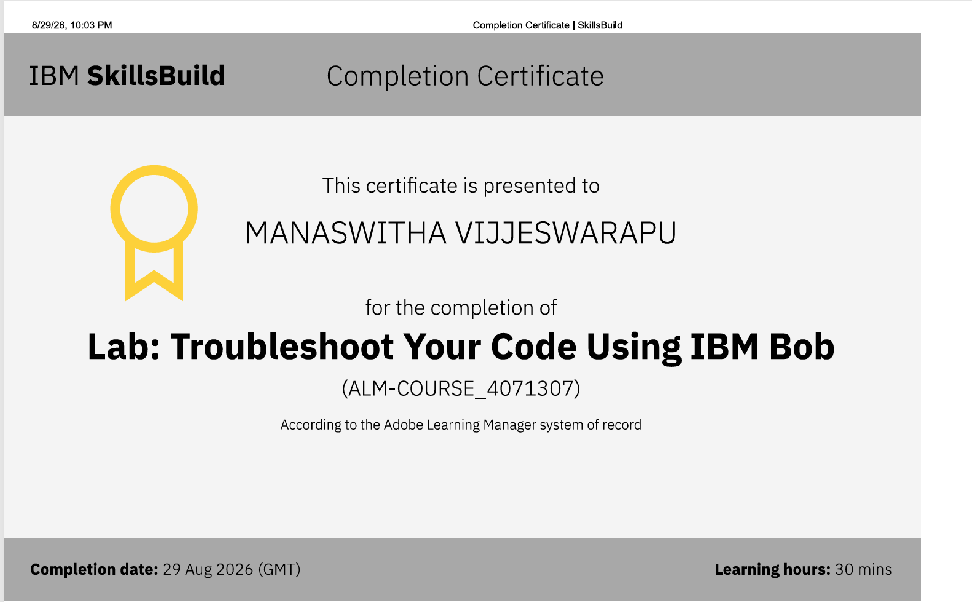 8/29/26, 10:03 PM Completion Certificate | SkillsBuild
IBM SkillsBuild Completion Certificate
This certificate is presented to
MANASWITHA VIJJESWARAPU
for the completion of
Lab: Troubleshoot Your Code Using IBM Bob
(ALM-COURSE_4071307)
According to the Adobe Learning Manager system of record
Completion date: 29 Aug 2026 (GMT) Learning hours: 30 mins